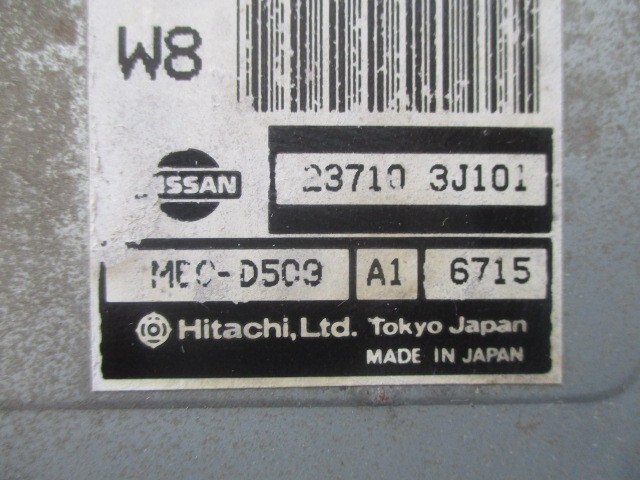 W8
NISSAN
23710 3J101
MEC-D509 A1 6715
Hitachi, Ltd. Tokyo Japan
MADE IN JAPAN